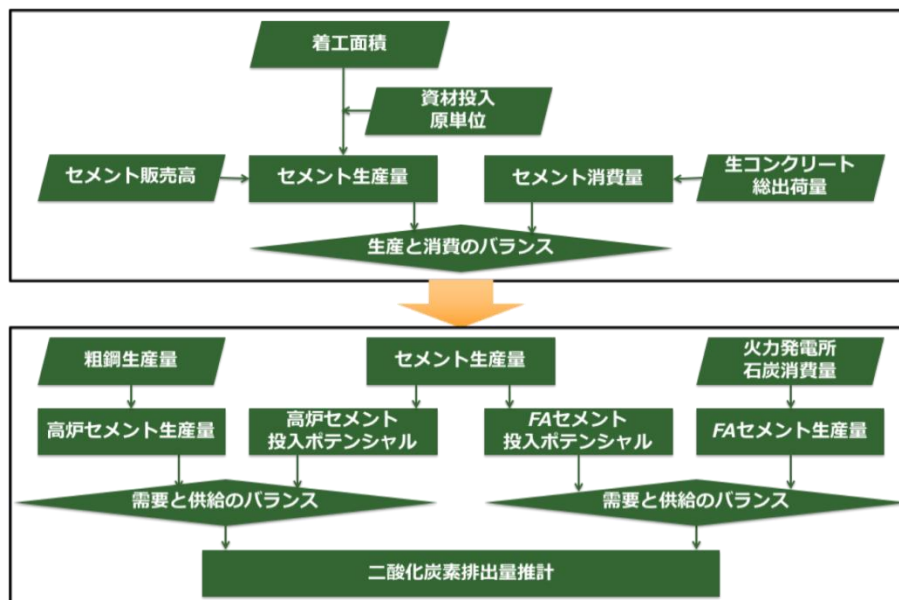 着工面積
資材投入
原単位
セメント販売高
セメント生産量
セメント消費量
生コンクリート
総出荷量
生産と消費のバランス
粗鋼生産量
セメント生産量
火力発電所
石炭消費量
高炉セメント生産量
高炉セメント
投入ポテンシャル
FAセメント
投入ポテンシャル
FAセメント生産量
需要と供給のバランス
需要と供給のバランス
二酸化炭素排出量推計